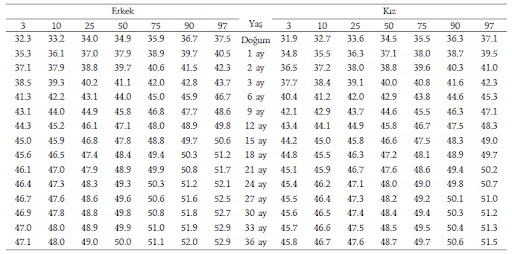 Erkek Yaş Kız
3 10 25 50 75 90 97 3 10 25 50 75 90 97
32.3 33.2 34.0 34.9 35.9 36.7 37.5 Doğum 31.9 32.7 33.6 34.5 35.5 36.3 37.1
35.3 36.1 37.0 37.9 38.9 39.7 40.5 1 ay 34.8 35.5 36.3 37.1 38.0 38.7 39.5
37.1 37.9 38.8 39.7 40.6 41.5 42.3 2 ay 36.5 37.2 38.0 38.8 39.6 40.3 41.0
38.5 39.3 40.2 41.1 42.0 42.8 43.7 3 ay 37.7 38.4 39.1 40.0 40.8 41.6 42.3
41.3 42.2 43.1 44.0 45.0 45.9 46.7 6 ay 40.4 41.2 42.0 42.9 43.8 44.6 45.3
43.1 44.0 44.9 45.8 46.8 47.7 48.6 9 ay 42.1 42.9 43.7 44.6 45.5 46.3 47.1
44.3 45.2 46.1 47.1 48.0 48.9 49.8 12 ay 43.4 44.1 44.9 45.8 46.7 47.5 48.3
45.0 45.9 46.8 47.8 48.8 49.7 50.6 15 ay 44.2 45.0 45.8 46.6 47.5 48.3 49.0
45.6 46.5 47.4 48.4 49.4 50.3 51.2 18 ay 44.8 45.5 46.3 47.2 48.1 48.9 49.7
46.1 47.0 47.9 48.9 49.9 50.8 51.7 21 ay 45.1 45.9 46.7 47.6 48.6 49.4 50.2
46.4 47.3 48.3 49.3 50.3 51.2 52.1 24 ay 45.4 46.2 47.1 48.0 49.0 49.8 50.7
46.7 47.6 48.6 49.6 50.6 51.6 52.5 27 ay 45.5 46.4 47.3 48.2 49.2 50.1 51.0
46.9 47.8 48.8 49.8 50.8 51.8 52.7 30 ay 45.6 46.5 47.4 48.4 49.4 50.3 51.2
47.0 48.0 48.9 49.9 51.0 51.9 52.9 33 ay 45.7 46.6 47.5 48.5 49.5 50.4 51.3
47.1 48.0 49.0 50.0 51.1 52.0 52.9 36 ay 45.8 46.7 47.6 48.7 49.7 50.6 51.5